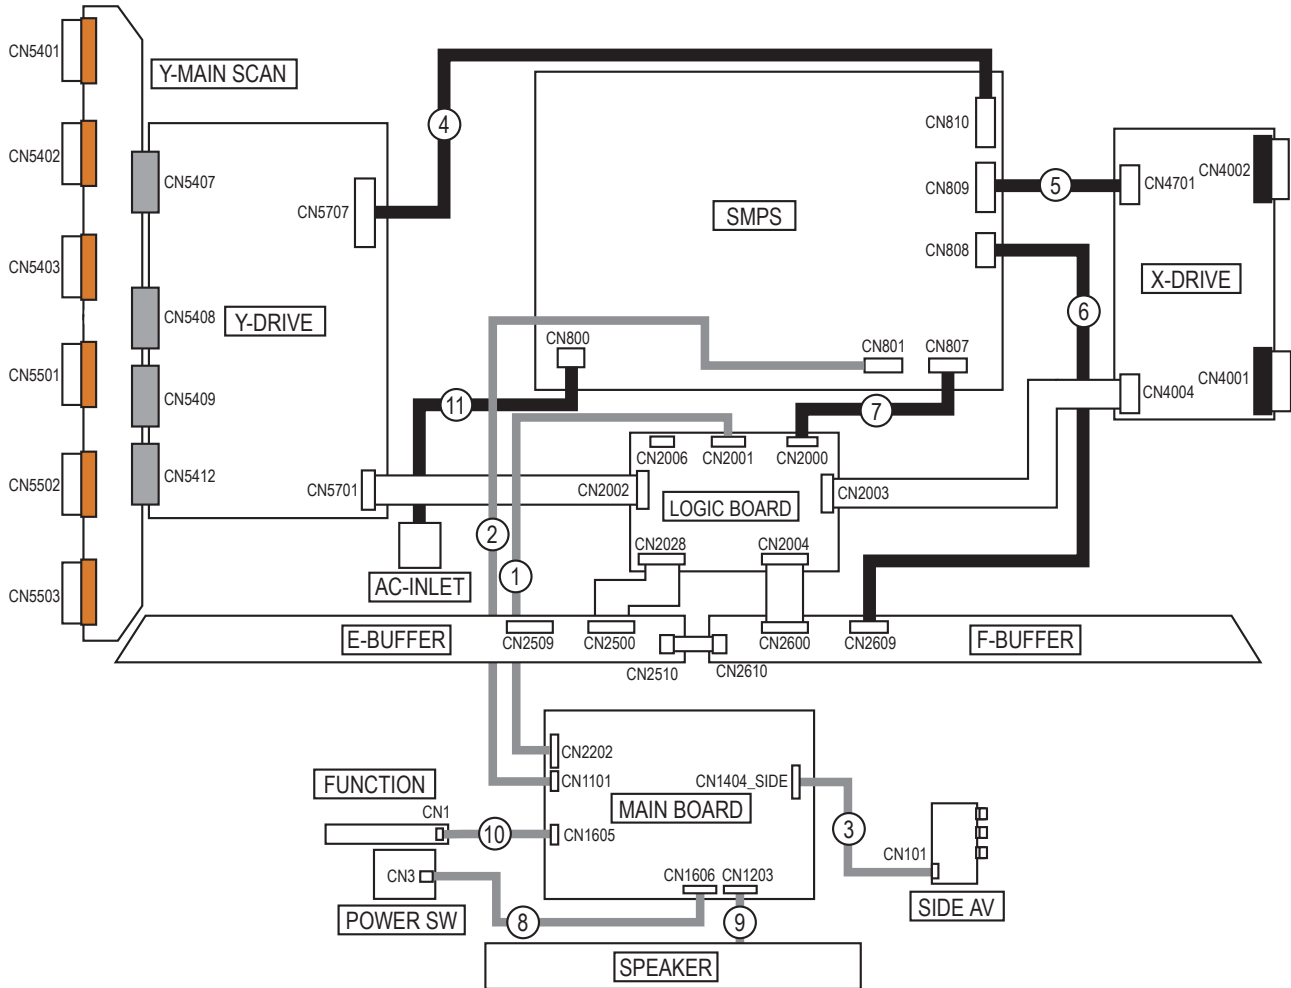 CN5401
Y-MAIN SCAN
4
CN810
CN5402
CN5407
CN5707
SMPS
CN809
5
CN4701
CN4002
CN5403
CN808
X-DRIVE
CN5408
Y-DRIVE
6
CN5501
CN800
CN801
CN807
CN4004
CN4001
CN5409
11
7
CN5502
CN5412
CN5701
CN2006
CN2001
CN2000
CN2002
CN2003
LOGIC BOARD
2
CN2028
CN2004
1
AC-INLET
CN5503
E-BUFFER
CN2509
CN2500
CN2600
CN2609
F-BUFFER
CN2510
CN2610
CN2202
CN1101
CN1404_SIDE
FUNCTION
CN1
MAIN BOARD
10
CN1605
3
CN101
CN3
CN1606
CN1203
POWER SW
8
9
SIDE AV
SPEAKER